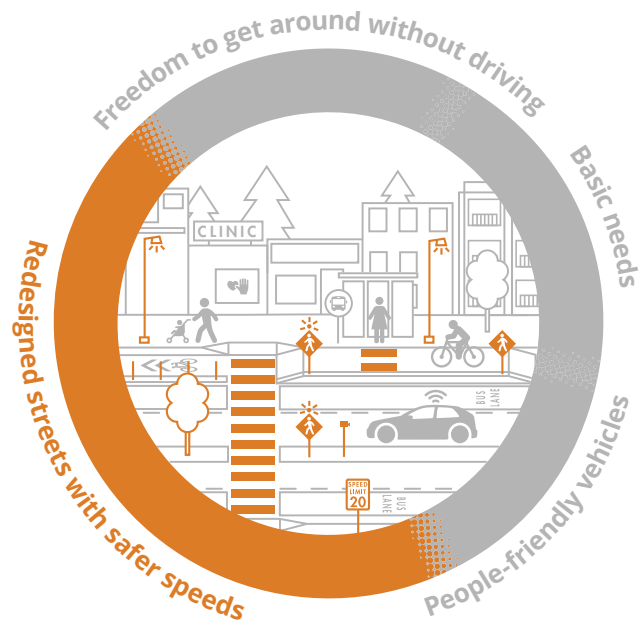 Freedom to get around without driving
Basic needs
People-friendly vehicles
Redesigned streets with safer speeds
CLINIC
BUS
LANE
SPEED
LIMIT
20
BUS
LANE